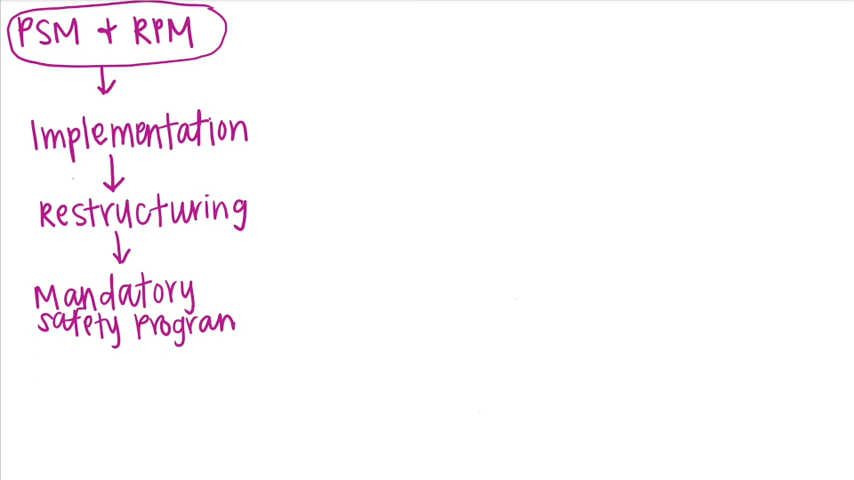 PSM + RPM
Implementation
Restructuring
Mandatory
safety program